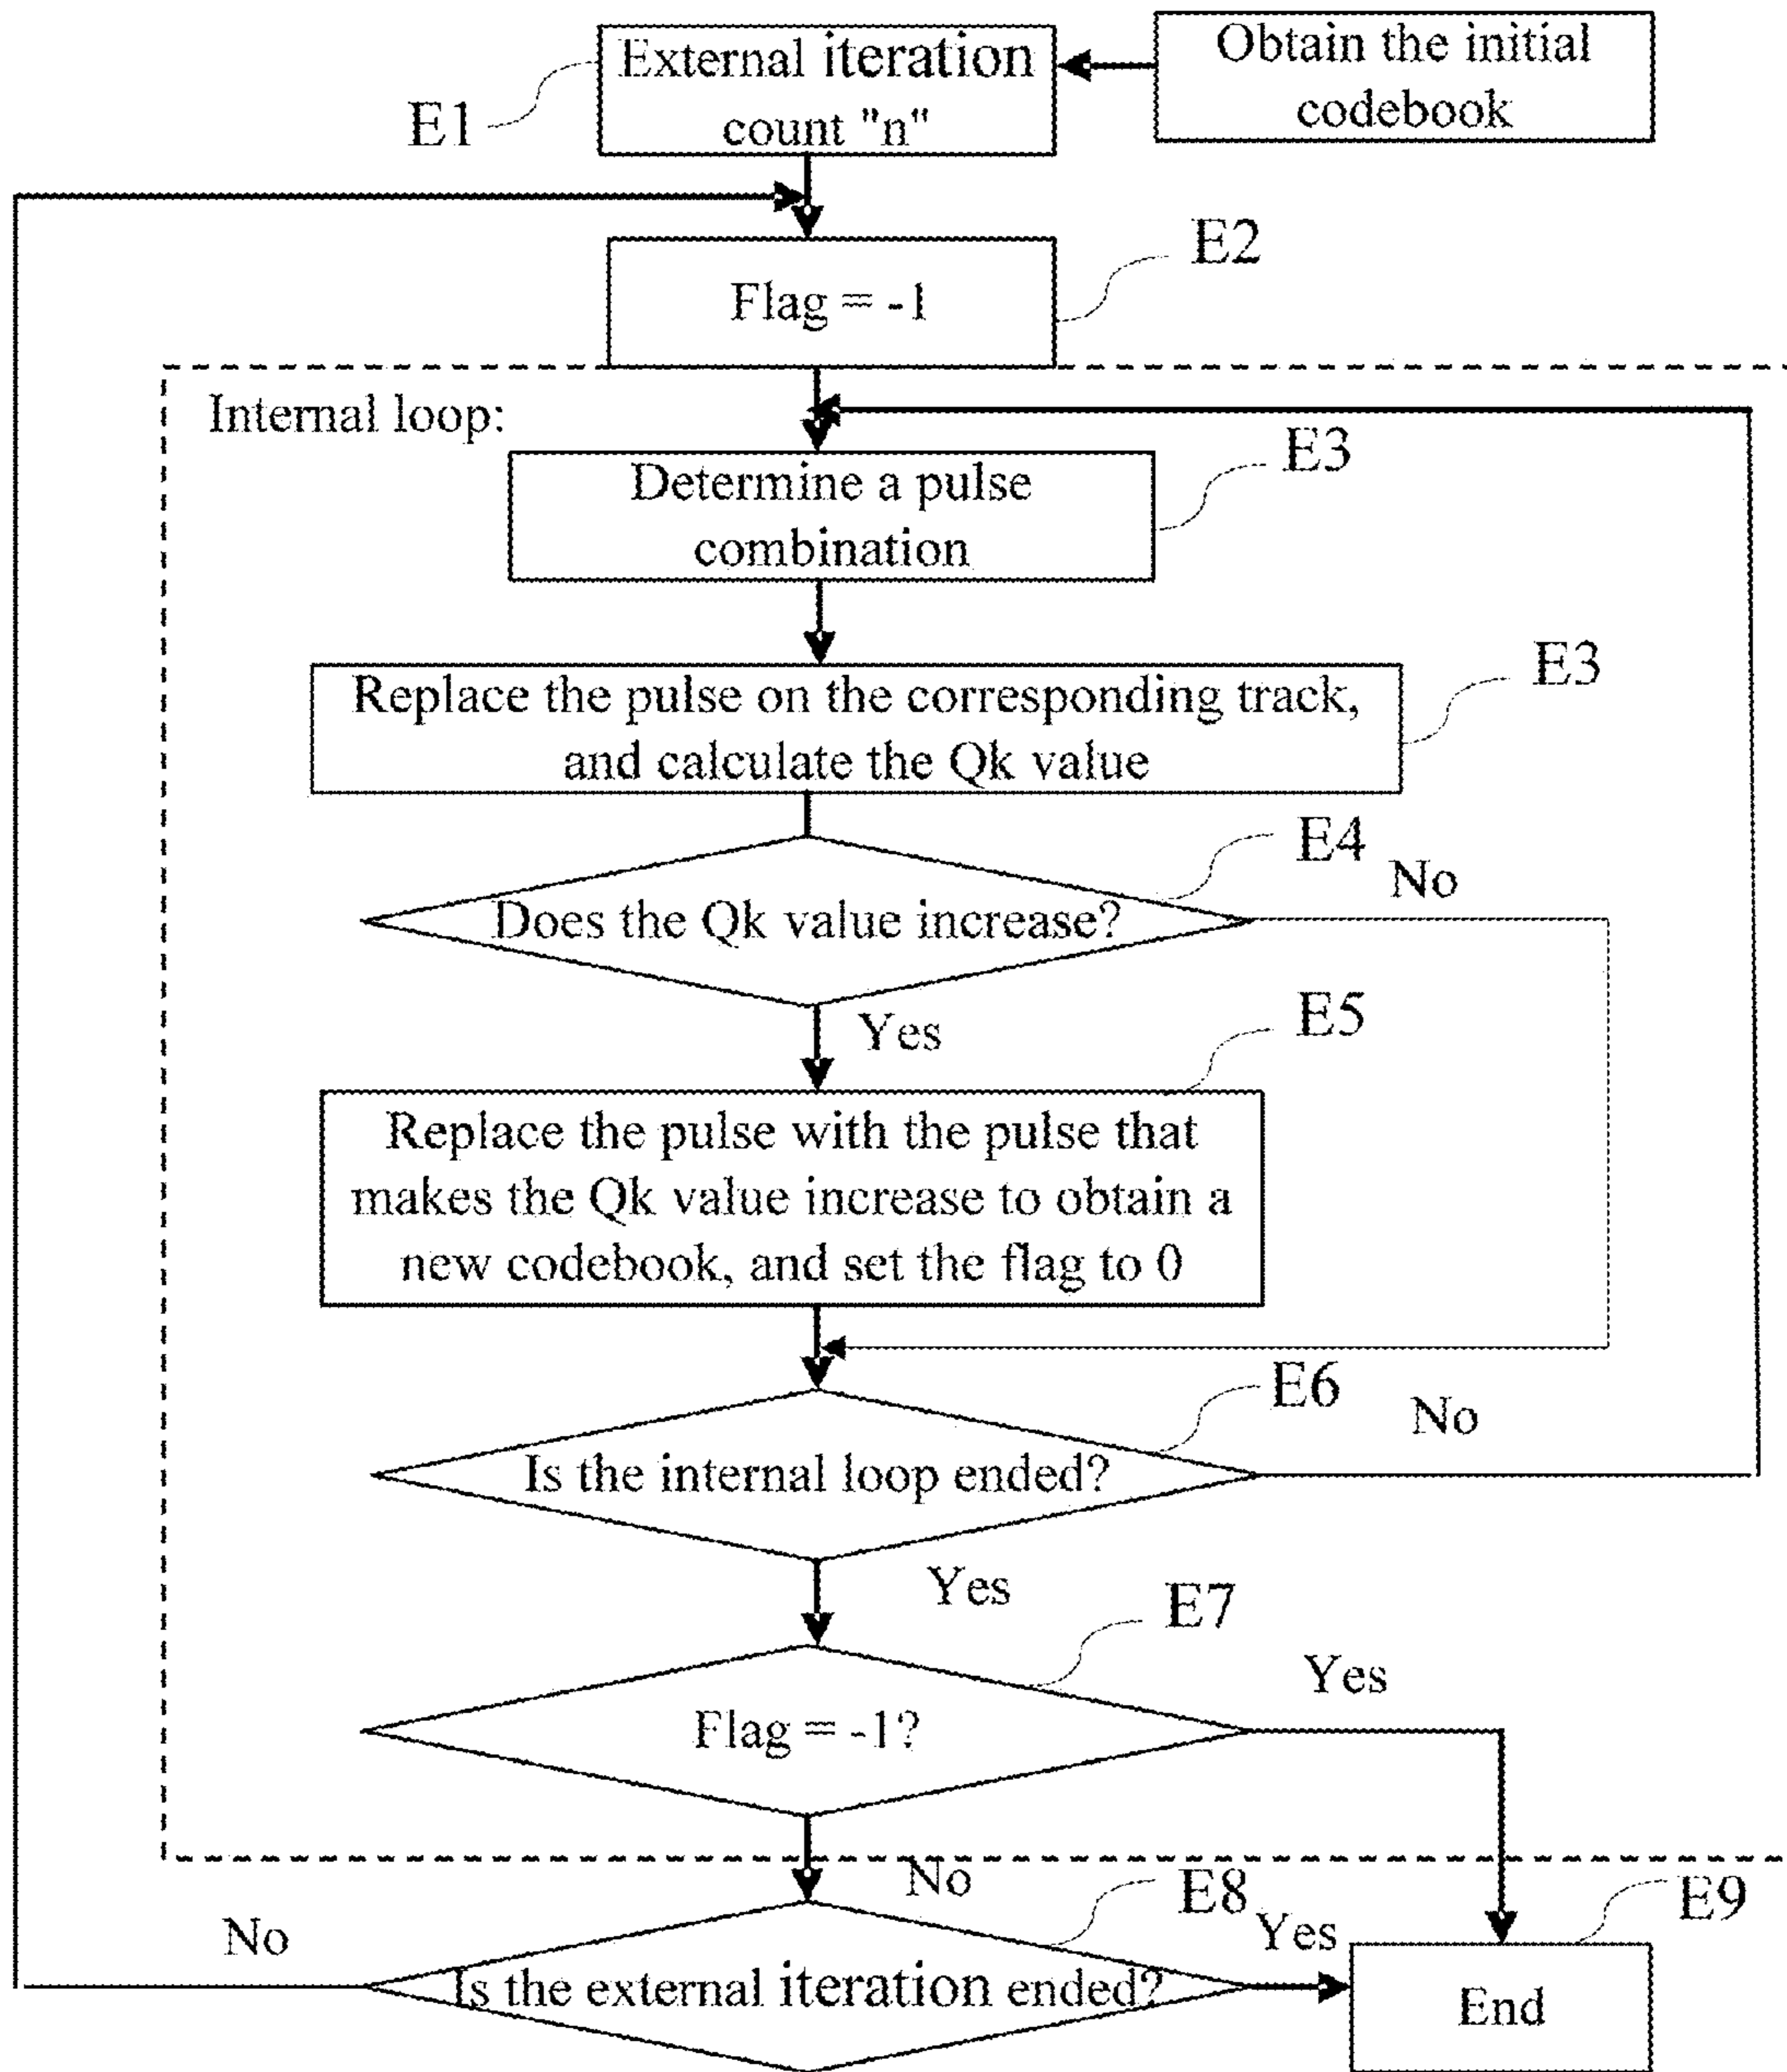 External iteration
count "n"
Obtain the initial
codebook
E1
E2
Flag = -1
Internal loop:
E3
Determine a pulse
combination
E3
Replace the pulse on the corresponding track,
and calculate the Qk value
E4
No
Does the Qk value increase?
Yes
E5
Replace the pulse with the pulse that
makes the Qk value increase to obtain a
new codebook, and set the flag to 0
E6
No
Is the internal loop ended?
Yes
E7
Yes
Flag = -1?
No
E8
E9
No
Yes
Is the external iteration ended?
End